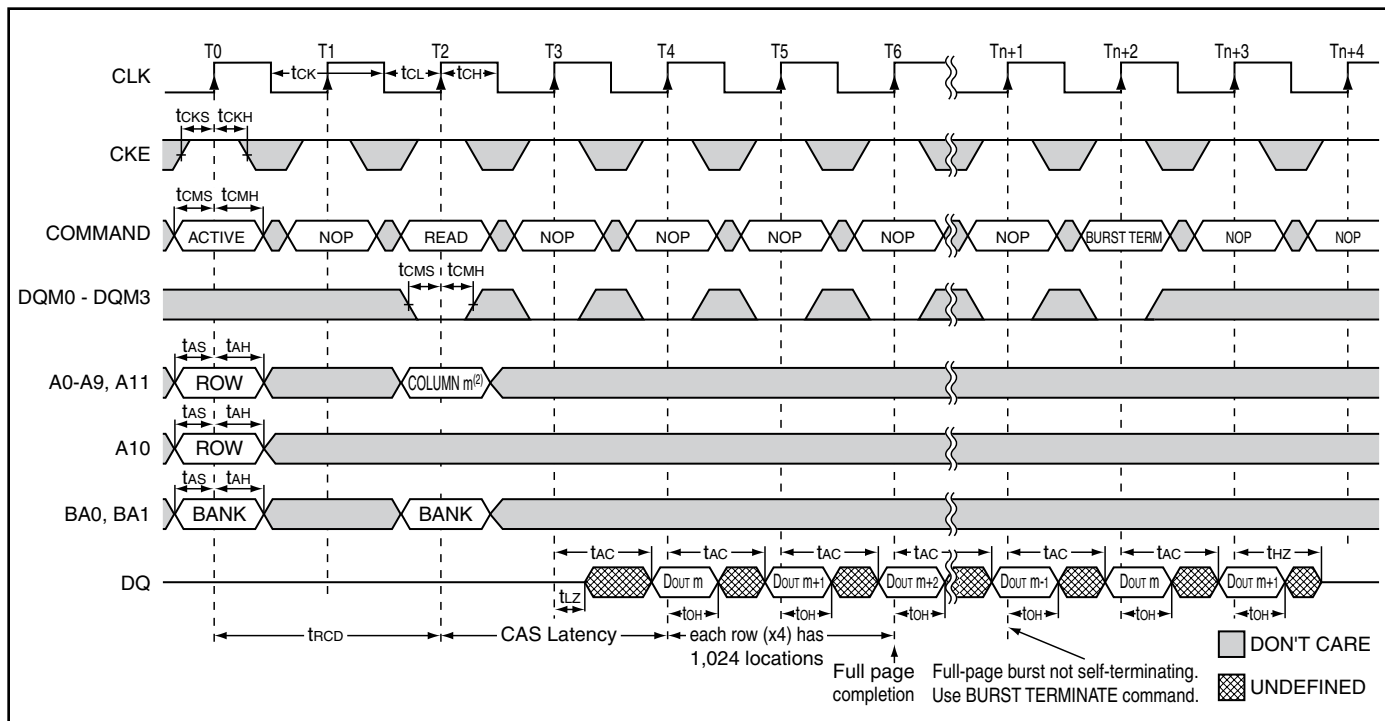 T0 T1 T2 T3 T4 T5 T6 Tn+1 Tn+2 Tn+3 Tn+4
CLK tCK tCL tCH
tCKS tCKH
CKE
tCMS tCMH
COMMAND ACTIVE NOP READ NOP NOP NOP NOP NOP BURST TERM NOP NOP
tCMS tCMH
DQM0 - DQM3
tAS tAH
A0-A9, A11 ROW COLUMN m(2)
tAS tAH
A10 ROW
tAS tAH
BA0, BA1 BANK BANK
tAC tAC tAC tAC tAC tAC tHZ
DQ DOUT m DOUT m+1 DOUT m+2 DOUT m-1 DOUT m DOUT m+1
tLZ tOH tOH tOH tOH tOH tOH
tRCD CAS Latency each row (x4) has
1,024 locations
Full page
completion
Full-page burst not self-terminating.
Use BURST TERMINATE command.
DON'T CARE
UNDEFINED